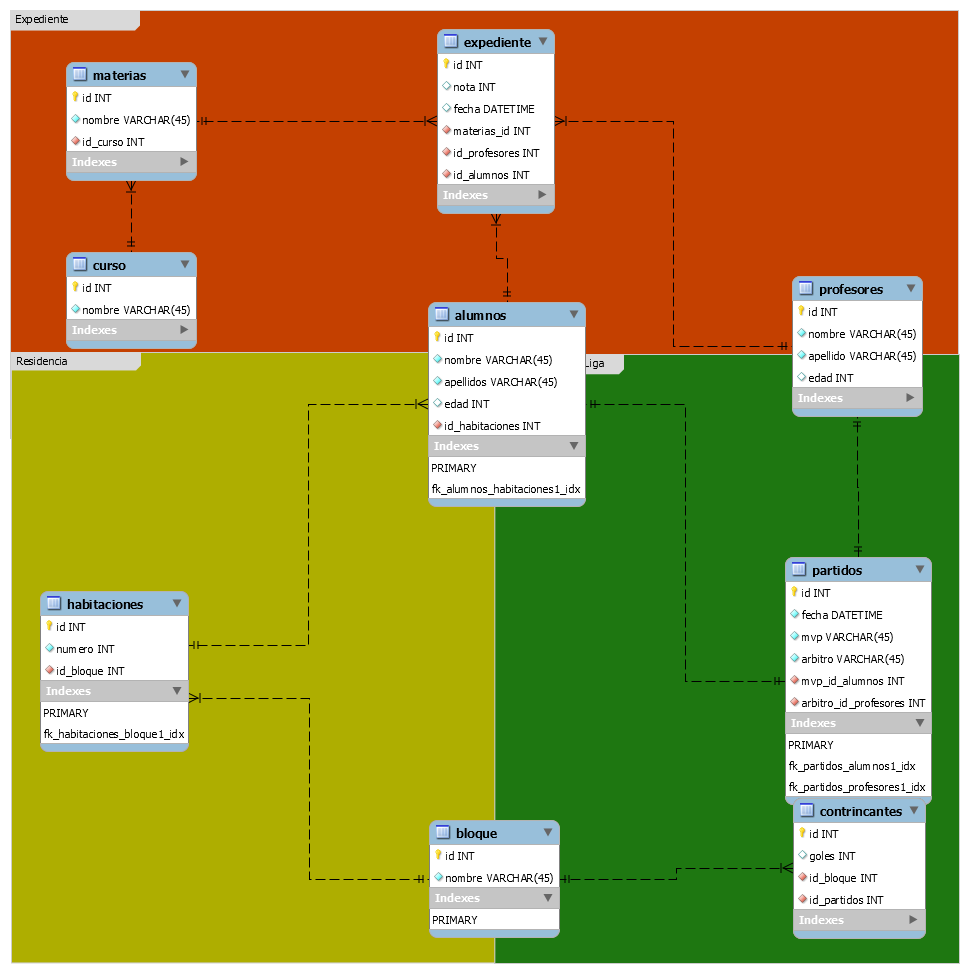 Expediente
expediente
id INT
nota INT
fecha DATETIME
materias_id INT
id_profesores INT
id_alumnos INT
Indexes
materias
id INT
nombre VARCHAR(45)
id_curso INT
Indexes
curso
id INT
nombre VARCHAR(45)
Indexes
profesores
id INT
nombre VARCHAR(45)
apellido VARCHAR(45)
edad INT
Indexes
alumnos
id INT
nombre VARCHAR(45)
apellidos VARCHAR(45)
edad INT
id_habitaciones INT
Indexes
PRIMARY
fk_alumnos_habitaciones1_idx
Residencia
Liga
habitaciones
id INT
numero INT
id_bloque INT
Indexes
PRIMARY
fk_habitaciones_bloque1_idx
partidos
id INT
fecha DATETIME
mvp VARCHAR(45)
arbitro VARCHAR(45)
mvp_id_alumnos INT
arbitro_id_profesores INT
Indexes
PRIMARY
fk_partidos_alumnos1_idx
fk_partidos_profesores1_idx
bloque
id INT
nombre VARCHAR(45)
Indexes
PRIMARY
contrincantes
id INT
goles INT
id_bloque INT
id_partidos INT
Indexes